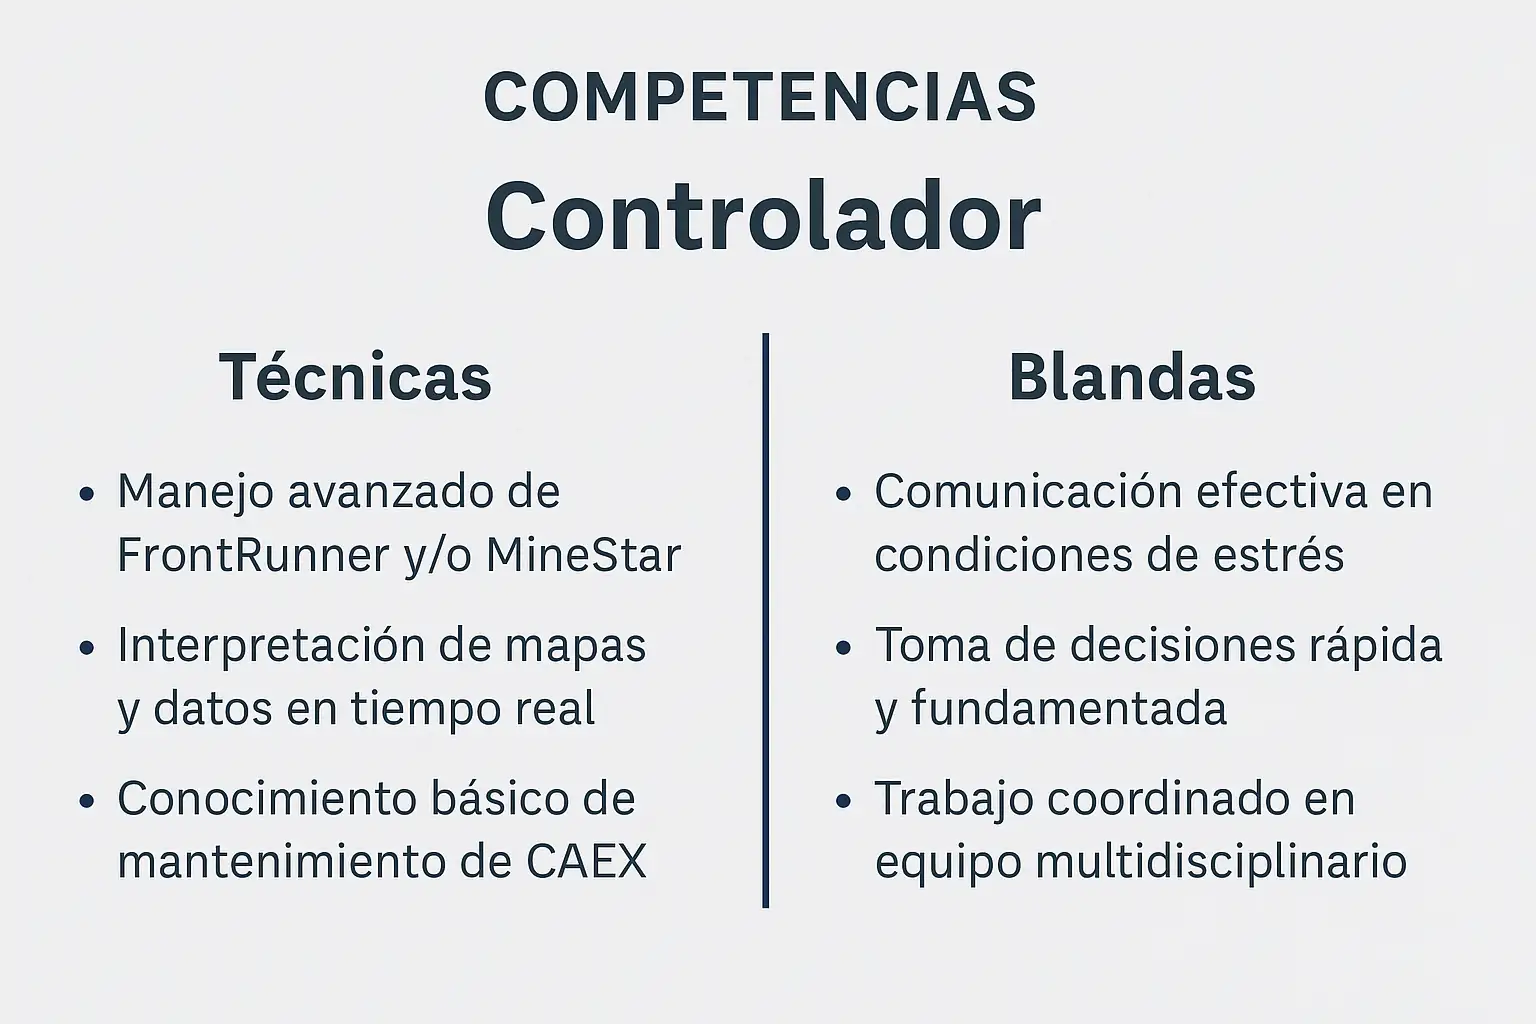 COMPETENCIAS
Controlador
Técnicas
• Manejo avanzado de
FrontRunner y/o MineStar
• Interpretación de mapas
y datos en tiempo real
• Conocimiento básico de
mantenimiento de CAEX
Blandas
• Comunicación efectiva en
condiciones de estrés
• Toma de decisiones rápida
y fundamentada
• Trabajo coordinado en
equipo multidisciplinario